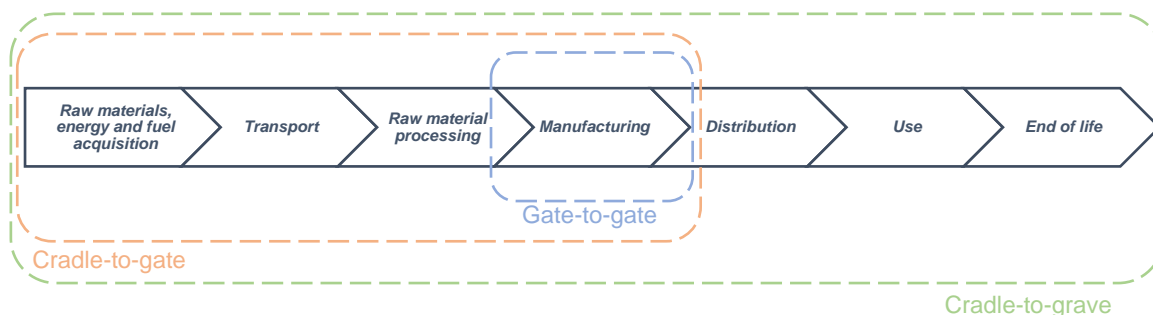 Raw materials,
energy and fuel
acquisition
Transport
Raw material
processing
Manufacturing
Distribution
Use
End of life
Gate-to-gate
Cradle-to-gate
Cradle-to-grave